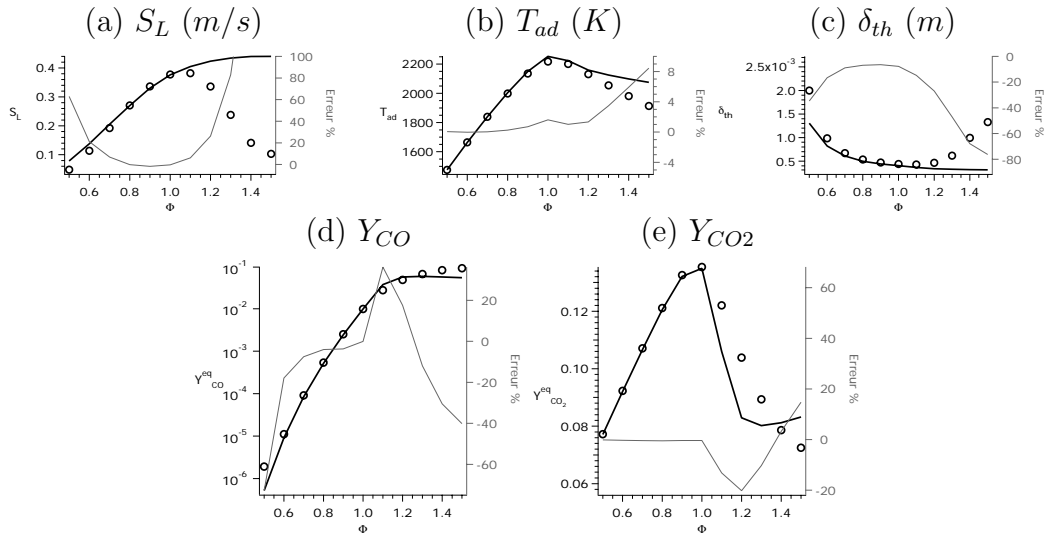 (a) S_L (m/s)
(b) T_ad (K)
(c) δ_th (m)
0.4
0.3
0.2
0.1
S_L
100
80
60
40
20
0
Erreur %
0.6 0.8 1.0 1.2 1.4
Φ
2200
2000
1800
1600
T_ad
8
4
0
-4
Erreur %
0.6 0.8 1.0 1.2 1.4
Φ
2.5x10⁻³
2.0
1.5
1.0
0.5
δ_th
0
-20
-40
-60
-80
Erreur %
0.6 0.8 1.0 1.2 1.4
Φ
(d) Y_CO
(e) Y_CO2
10⁻¹
10⁻²
10⁻³
10⁻⁴
10⁻⁵
10⁻⁶
Y^eq_CO
20
0
-20
-40
-60
Erreur %
0.6 0.8 1.0 1.2 1.4
Φ
0.12
0.10
0.08
0.06
Y^eq_CO₂
60
40
20
0
-20
Erreur %
0.6 0.8 1.0 1.2 1.4
Φ